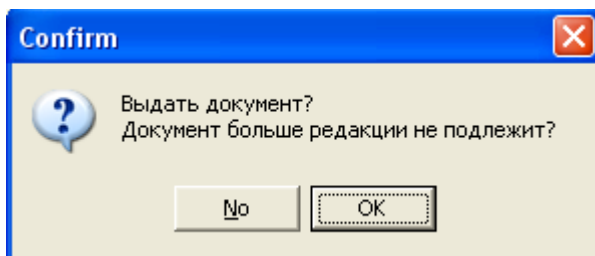 Confirm
Выдать документ?
Документ больше редакции не подлежит?
No
OK